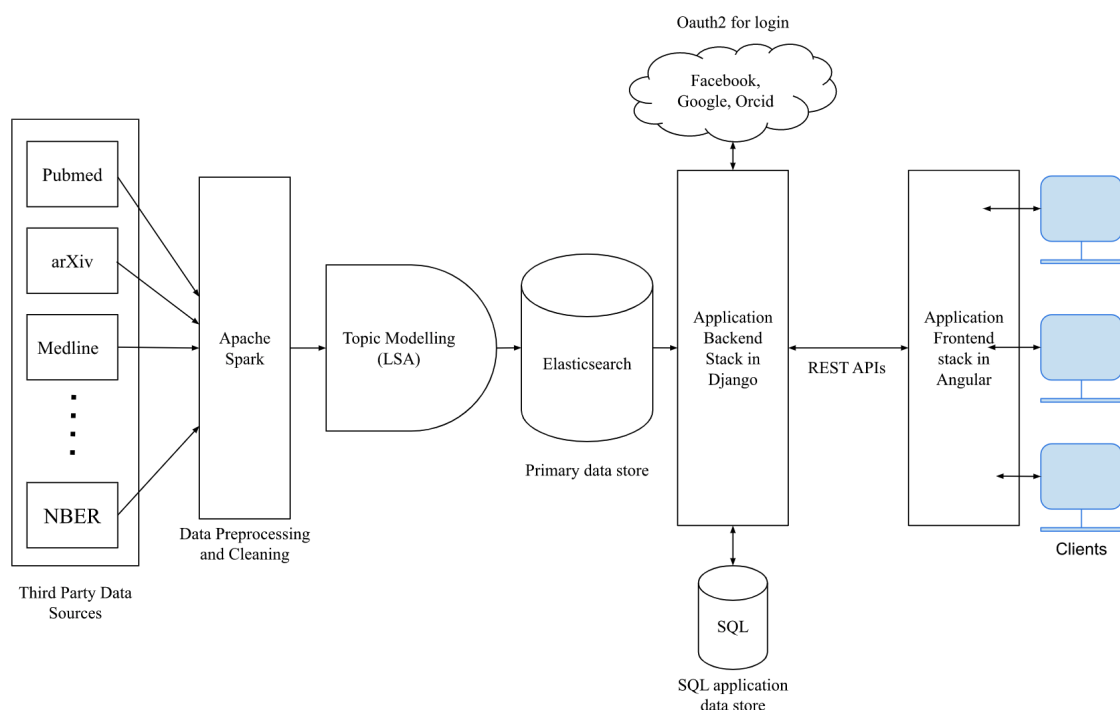 Oauth2 for login
Facebook,
Google, Orcid
Pubmed
arXiv
Medline
NBER
Third Party Data
Sources
Apache
Spark
Data Preprocessing
and Cleaning
Topic Modelling
(LSA)
Elasticsearch
Primary data store
Application
Backend
Stack in
Django
REST APIs
Application
Frontend
stack in
Angular
Clients
SQL
SQL application
data store